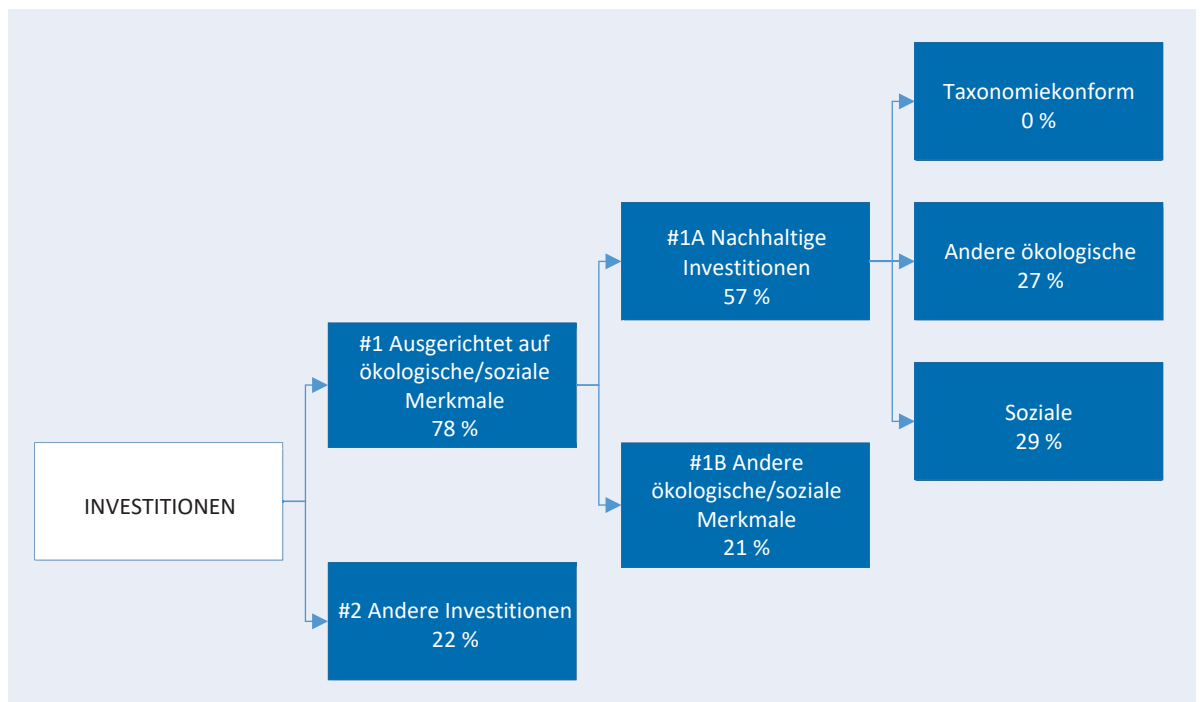 INVESTITIONEN
#1 Ausgerichtet auf
ökologische/soziale
Merkmale
78 %
#2 Andere Investitionen
22 %
#1A Nachhaltige
Investitionen
57 %
#1B Andere
ökologische/soziale
Merkmale
21 %
Taxonomiekonform
0 %
Andere ökologische
27 %
Soziale
29 %